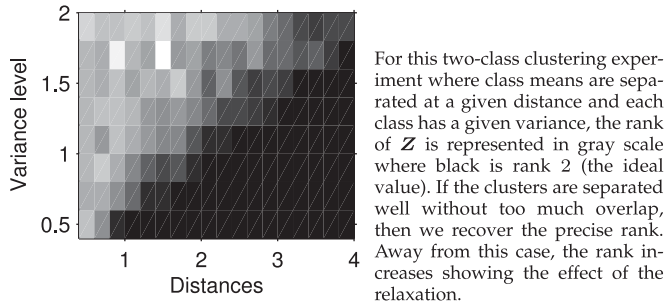 2
1.5
1
0.5
Variance level
1 2 3 4
Distances
For this two-class clustering exper-
iment where class means are sepa-
rated at a given distance and each
class has a given variance, the rank
of Z is represented in gray scale
where black is rank 2 (the ideal
value). If the clusters are separated
well without too much overlap,
then we recover the precise rank.
Away from this case, the rank in-
creases showing the effect of the
relaxation.